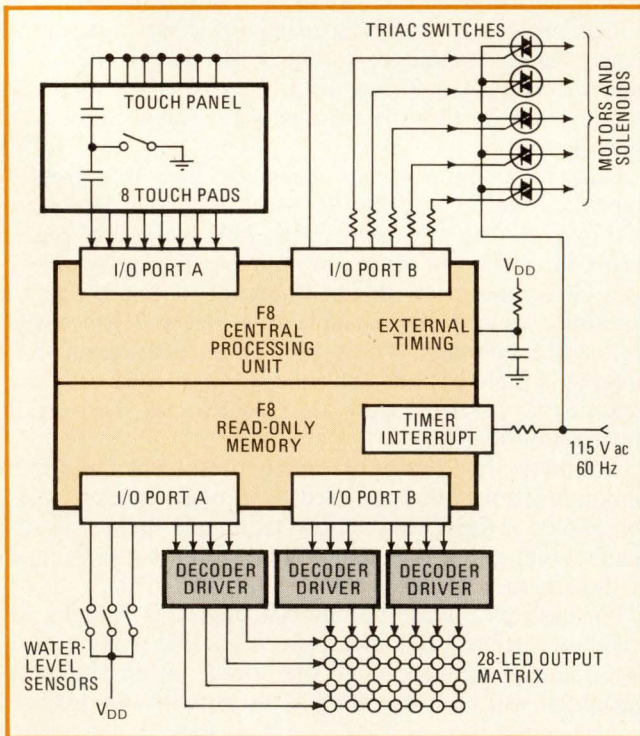 TRIAC SWITCHES
TOUCH PANEL
8 TOUCH PADS
MOTORS AND
SOLENOIDS
I/O PORT A
I/O PORT B
VDD
F8
CENTRAL
PROCESSING
UNIT
EXTERNAL
TIMING
F8
READ-ONLY
MEMORY
TIMER
INTERRUPT
115 V ac
60 Hz
I/O PORT A
I/O PORT B
DECODER
DRIVER
DECODER
DRIVER
DECODER
DRIVER
WATER-
LEVEL
SENSORS
VDD
28-LED OUTPUT
MATRIX